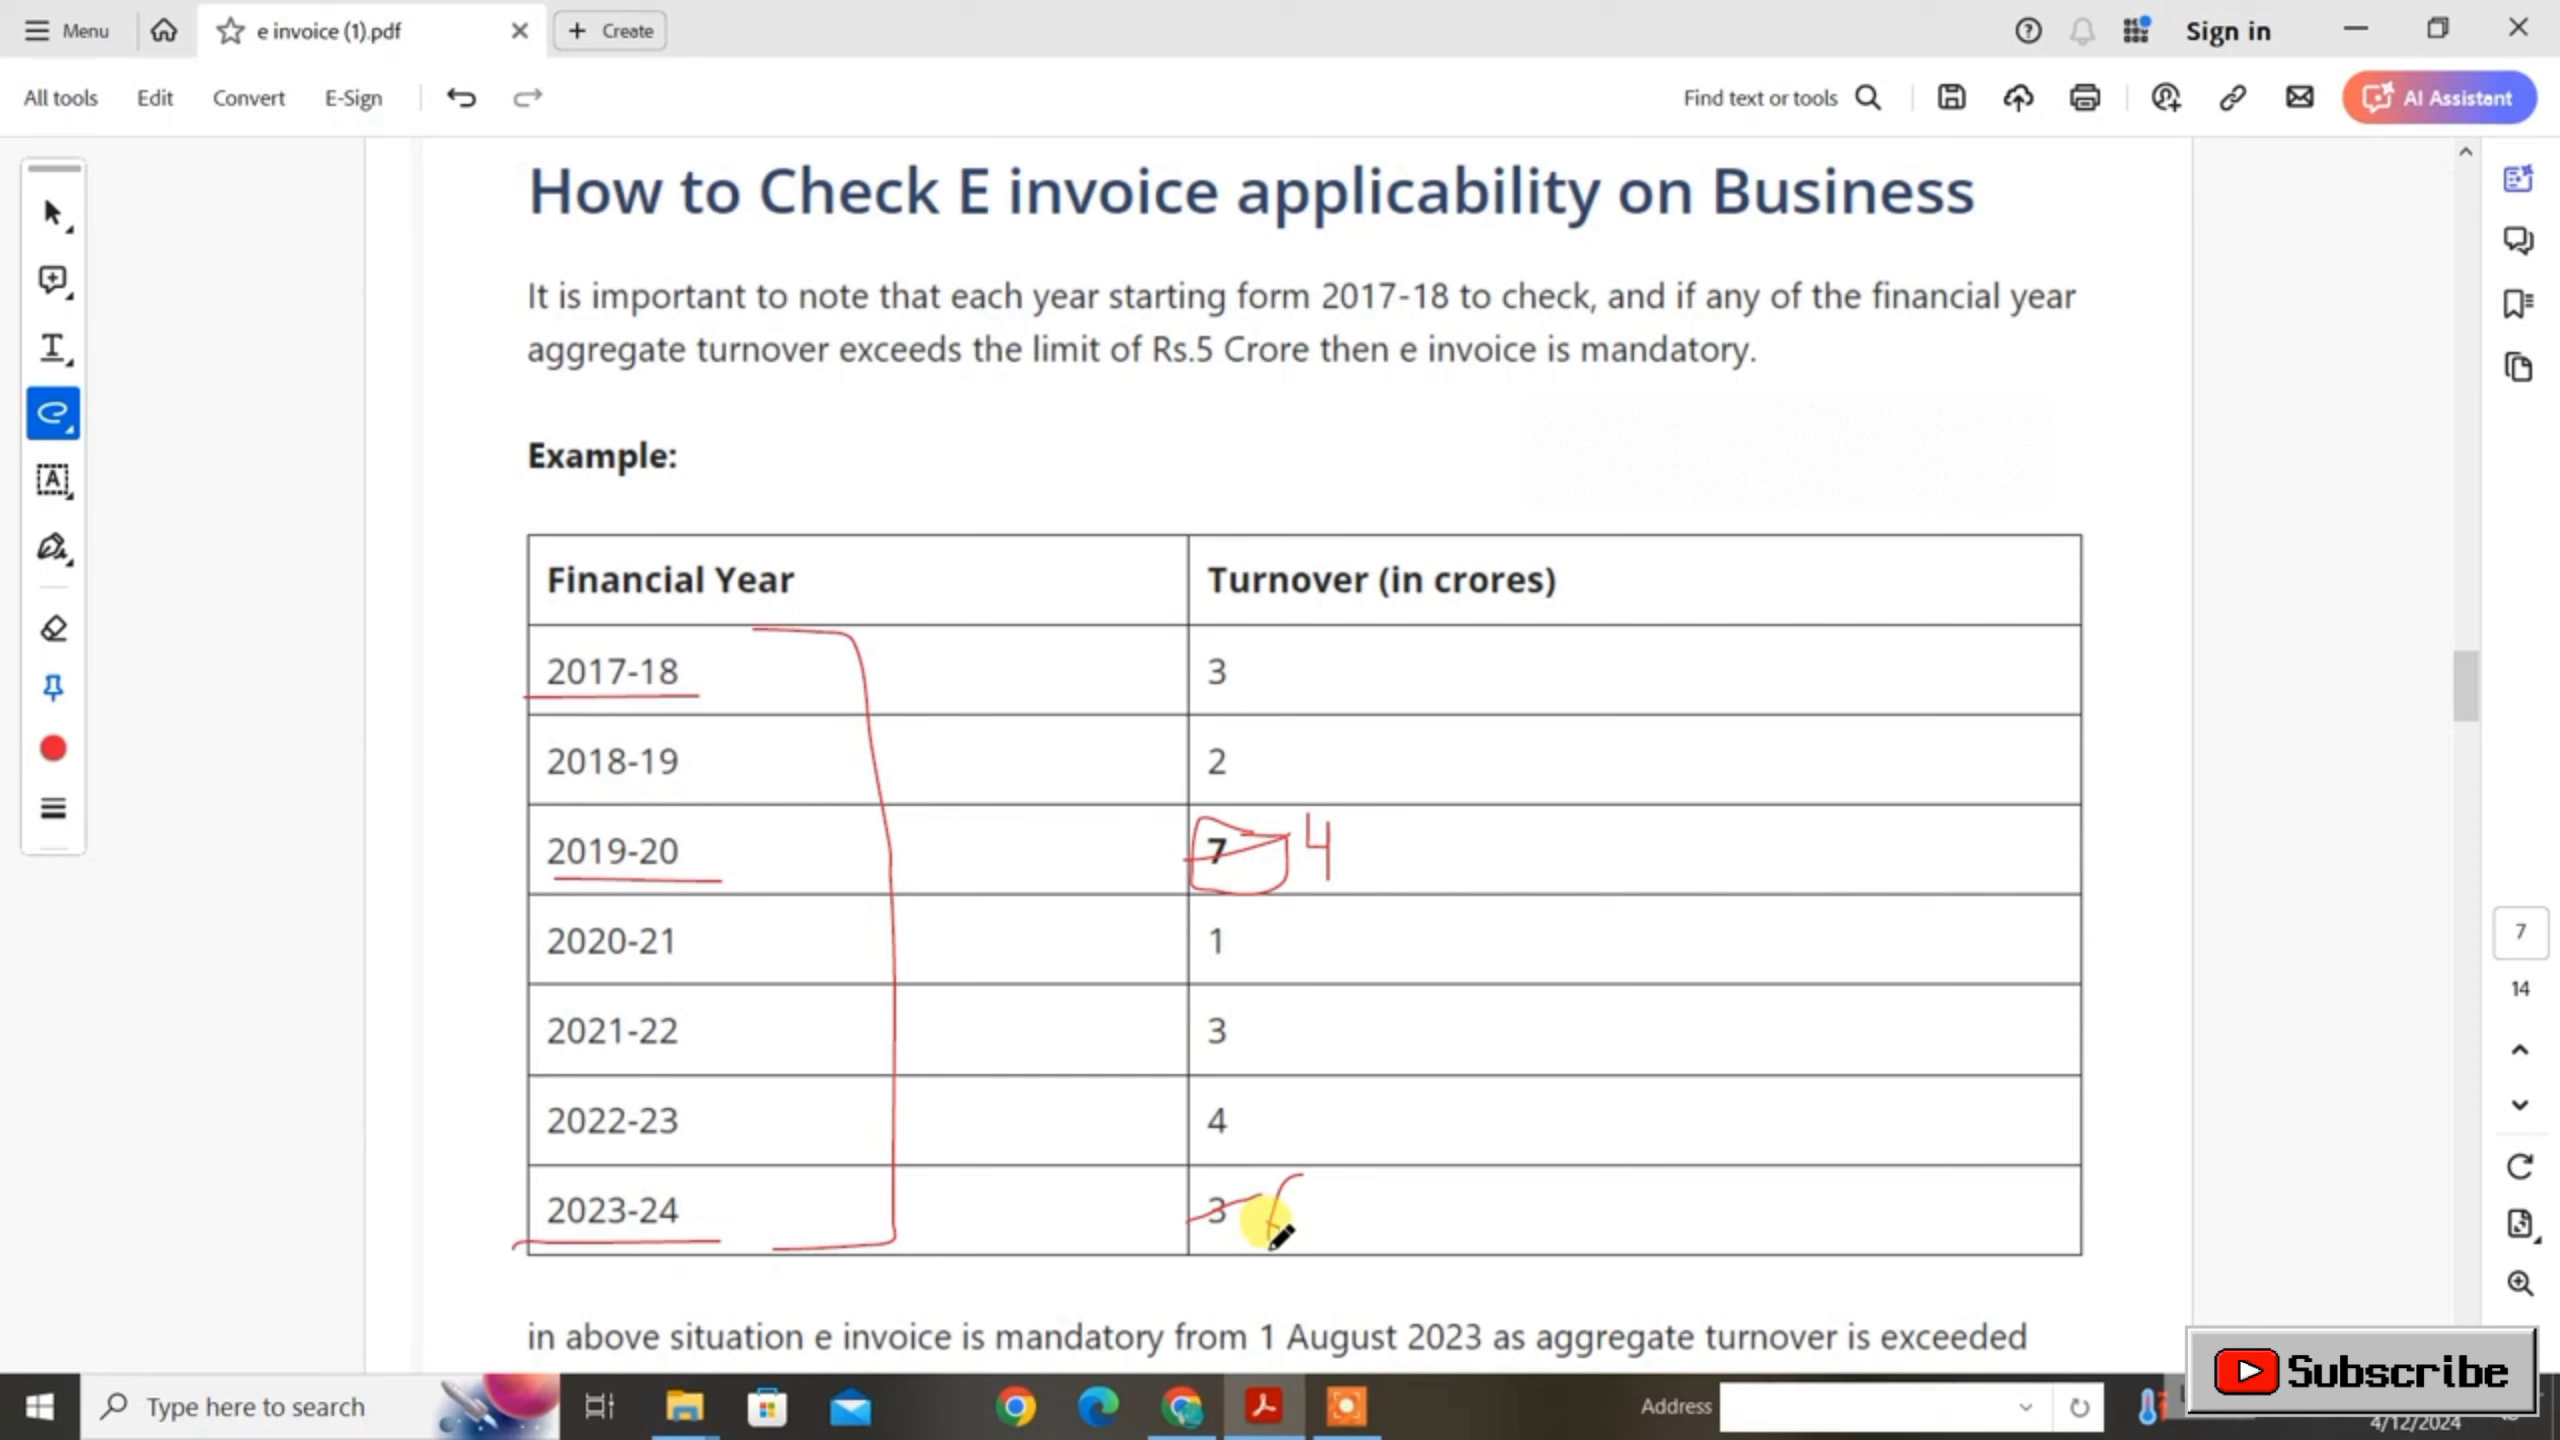 Menu
e invoice (1).pdf
Create
Sign in
All tools
Edit
Convert
E-Sign
Find text or tools
AI Assistant
How to Check E invoice applicability on Business
It is important to note that each year starting form 2017-18 to check, and if any of the financial year
aggregate turnover exceeds the limit of Rs.5 Crore then e invoice is mandatory.
Example:
Financial Year Turnover (in crores)
2017-18 3
2018-19 2
2019-20 7 4
2020-21 1
2021-22 3
2022-23 4
2023-24 3
in above situation e invoice is mandatory from 1 August 2023 as aggregate turnover is exceeded
7
14
Subscribe
Type here to search
Address
4/12/2024